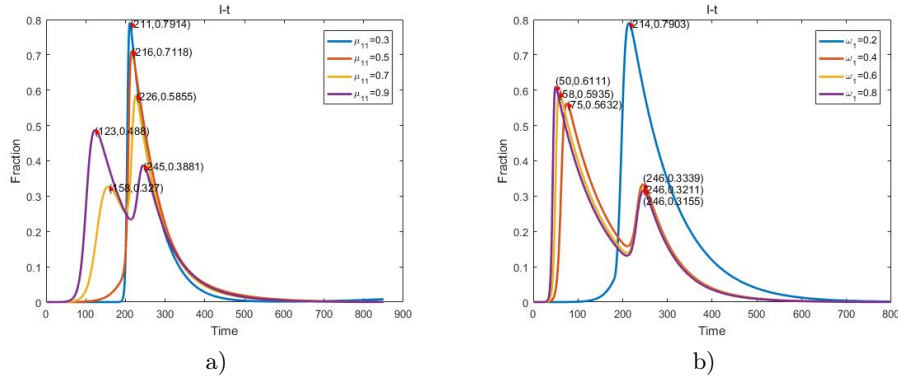 I-t
0.8
0.7
0.6
0.5
0.4
0.3
0.2
0.1
0
Fraction
(211,0.7914)
(216,0.7118)
(226,0.5855)
(123,0.488)
(245,0.3881)
(158,0.327)
μ11=0.3
μ11=0.5
μ11=0.7
μ11=0.9
0 100 200 300 400 500 600 700 800 900
Time
a)
I-t
0.8
0.7
0.6
0.5
0.4
0.3
0.2
0.1
0
Fraction
(214,0.7903)
(50,0.6111)
(58,0.5935)
(75,0.5632)
(246,0.3339)
(246,0.3211)
(246,0.3155)
ω1=0.2
ω1=0.4
ω1=0.6
ω1=0.8
0 100 200 300 400 500 600 700 800
Time
b)